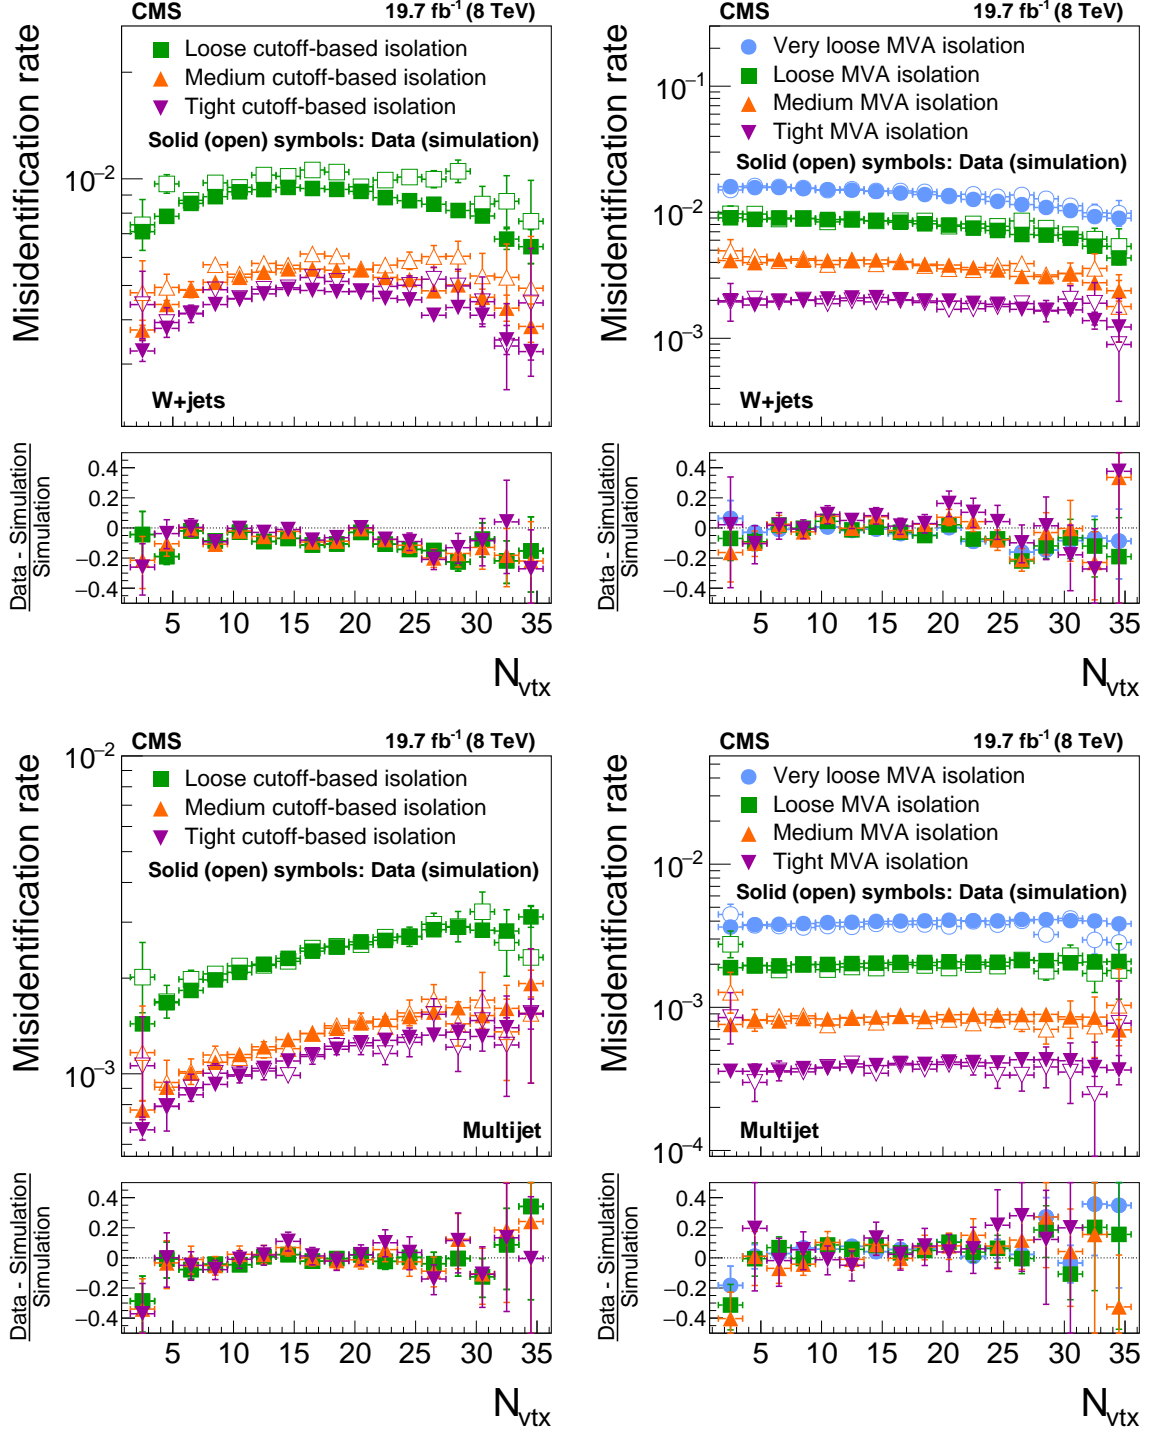 CMS 19.7 fb⁻¹ (8 TeV)
Misidentification rate
Loose cutoff-based isolation
Medium cutoff-based isolation
Tight cutoff-based isolation
Solid (open) symbols: Data (simulation)
10⁻²
W+jets
Data - Simulation
Simulation
0.4
0.2
0
−0.2
−0.4
5 10 15 20 25 30 35
N_vtx
CMS 19.7 fb⁻¹ (8 TeV)
Misidentification rate
Very loose MVA isolation
Loose MVA isolation
Medium MVA isolation
Tight MVA isolation
Solid (open) symbols: Data (simulation)
10⁻¹
10⁻²
10⁻³
W+jets
Data - Simulation
Simulation
0.4
0.2
0
−0.2
−0.4
5 10 15 20 25 30 35
N_vtx
CMS 19.7 fb⁻¹ (8 TeV)
Misidentification rate
10⁻²
Loose cutoff-based isolation
Medium cutoff-based isolation
Tight cutoff-based isolation
Solid (open) symbols: Data (simulation)
10⁻³
Multijet
Data - Simulation
Simulation
0.4
0.2
0
−0.2
−0.4
5 10 15 20 25 30 35
N_vtx
CMS 19.7 fb⁻¹ (8 TeV)
Misidentification rate
Very loose MVA isolation
Loose MVA isolation
Medium MVA isolation
Tight MVA isolation
Solid (open) symbols: Data (simulation)
10⁻²
10⁻³
10⁻⁴
Multijet
Data - Simulation
Simulation
0.4
0.2
0
−0.2
−0.4
5 10 15 20 25 30 35
N_vtx